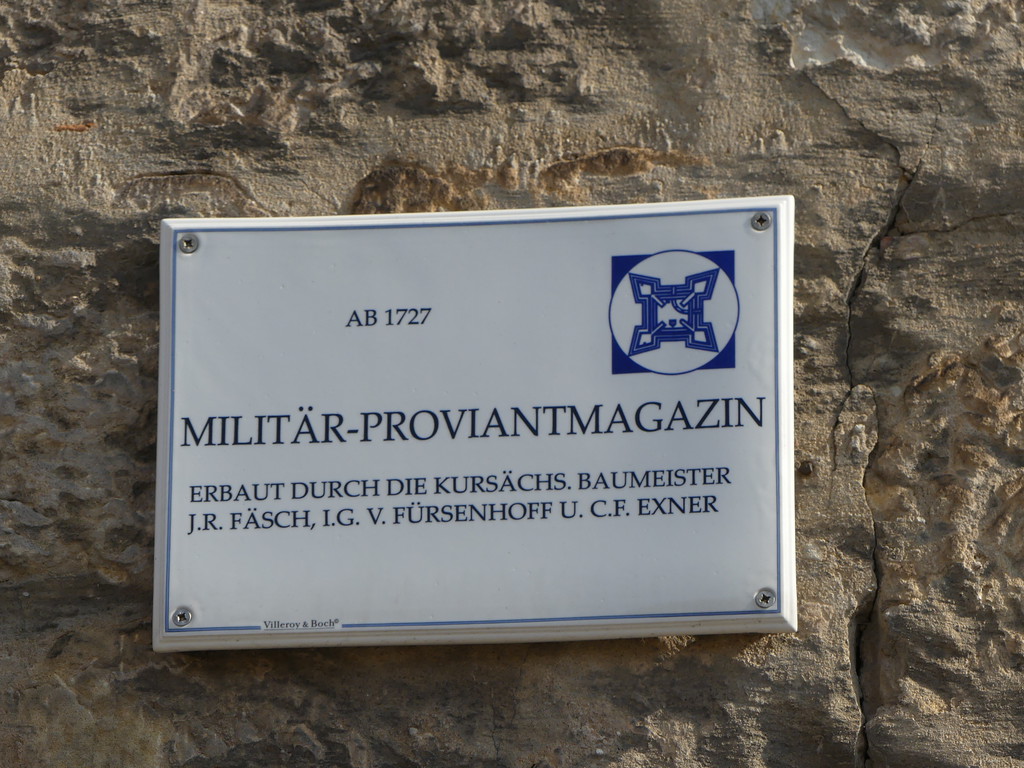 AB 1727
MILITÄR-PROVIANTMAGAZIN
ERBAUT DURCH DIE KURSÄCHS. BAUMEISTER
J.R. FÄSCH, I.G. V. FÜRSENHOFF U. C.F. EXNER
Villeroy & Boch®